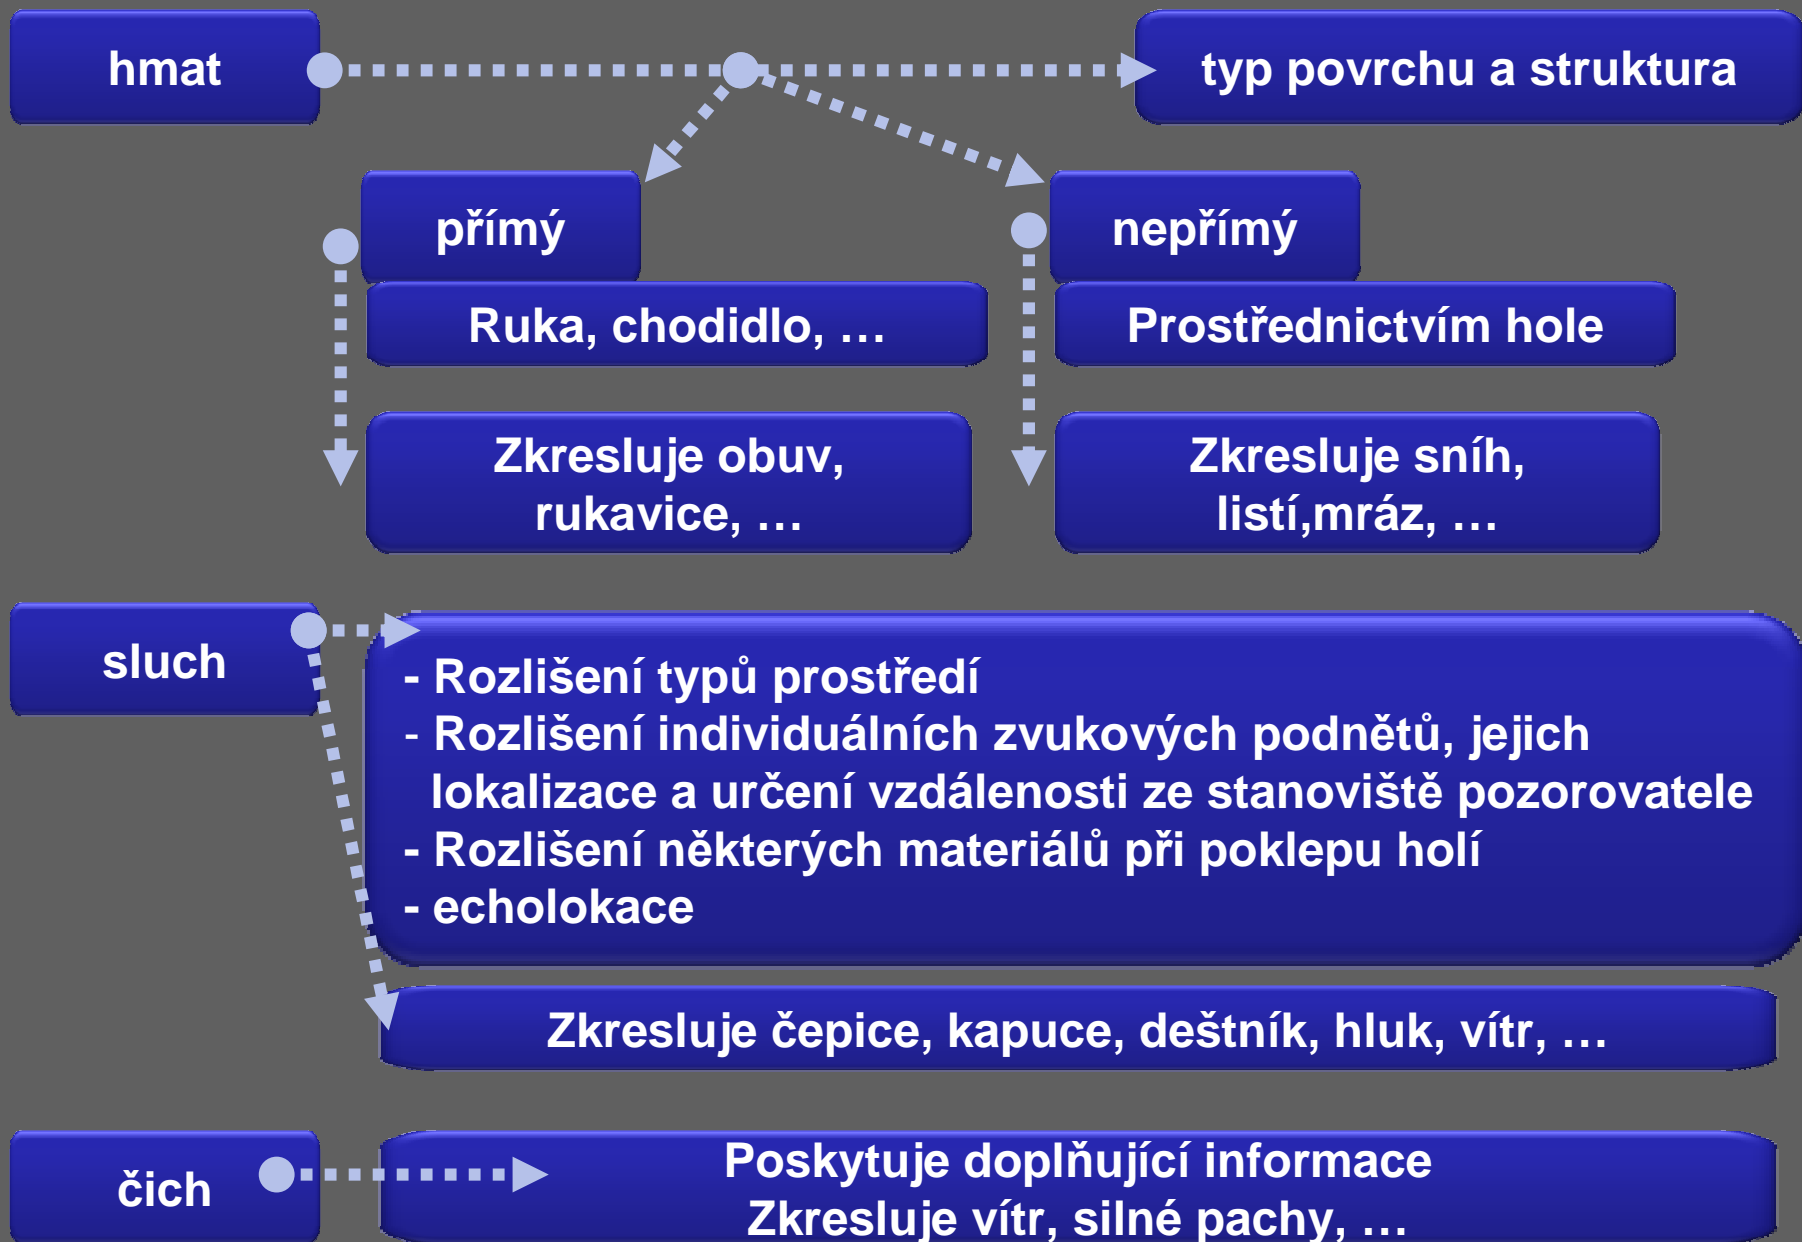 hmat
typ povrchu a struktura
přímý
nepřímý
Ruka, chodidlo, …
Prostřednictvím hole
Zkresluje obuv,
rukavice, …
Zkresluje sníh,
listí,mráz, …
sluch
- Rozlišení typů prostředí
- Rozlišení individuálních zvukových podnětů, jejich
lokalizace a určení vzdálenosti ze stanoviště pozorovatele
- Rozlišení některých materiálů při poklepu holí
- echolokace
Zkresluje čepice, kapuce, deštník, hluk, vítr, …
čich
Poskytuje doplňující informace
Zkresluje vítr, silné pachy, …